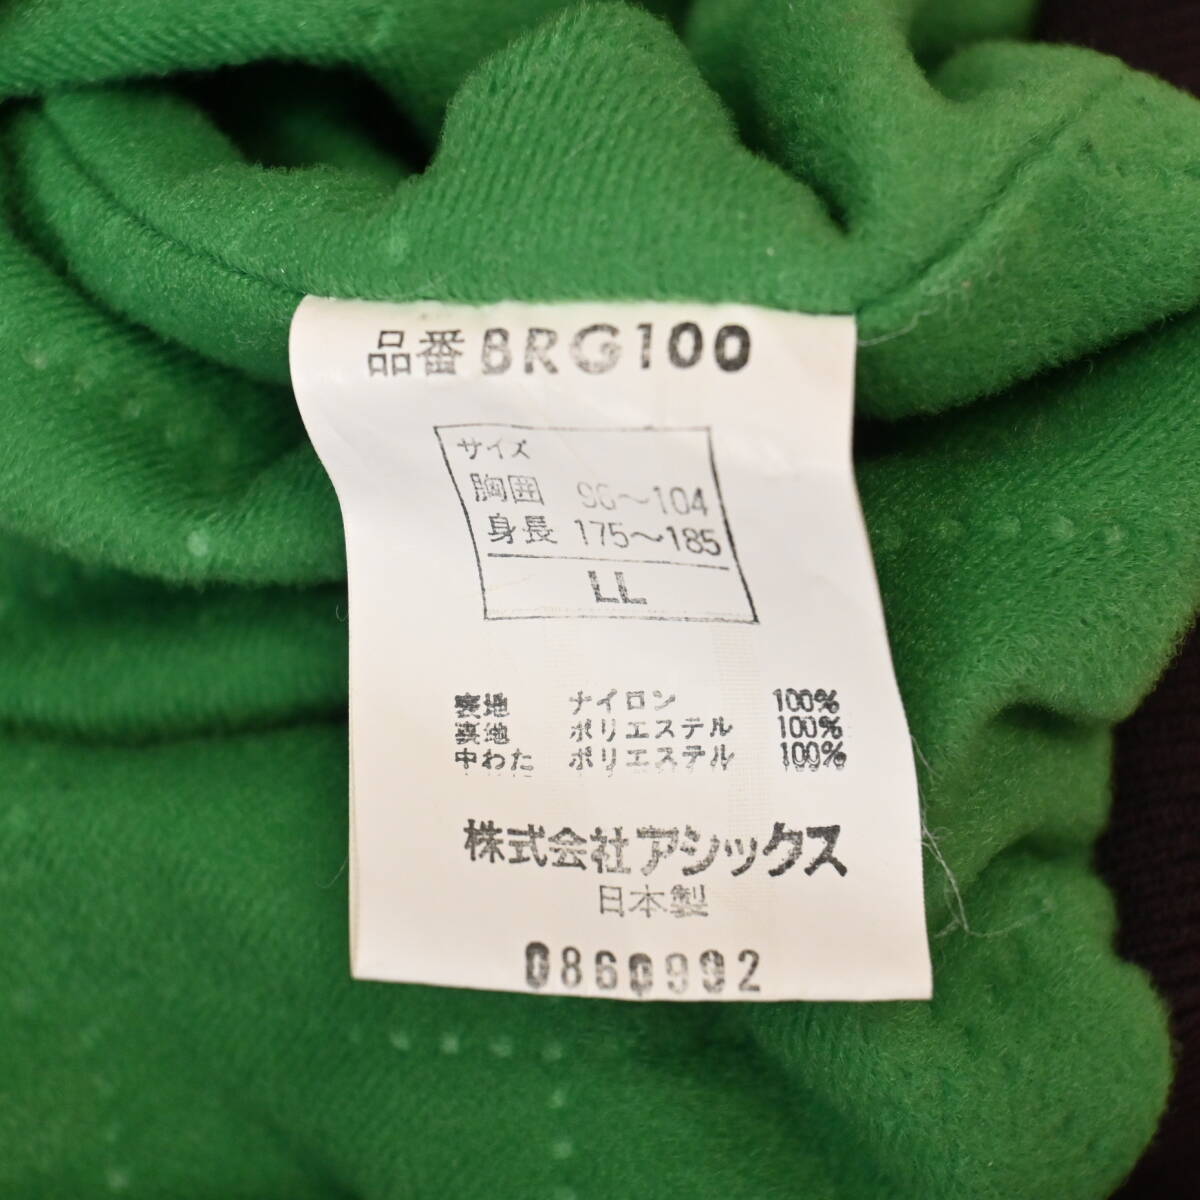 品番 BRG100
サイズ
胸囲 96～104
身長 175～185
LL
表地 ナイロン 100%
裏地 ポリエステル 100%
中わた ポリエステル 100%
株式会社アシックス
日本製
0860992